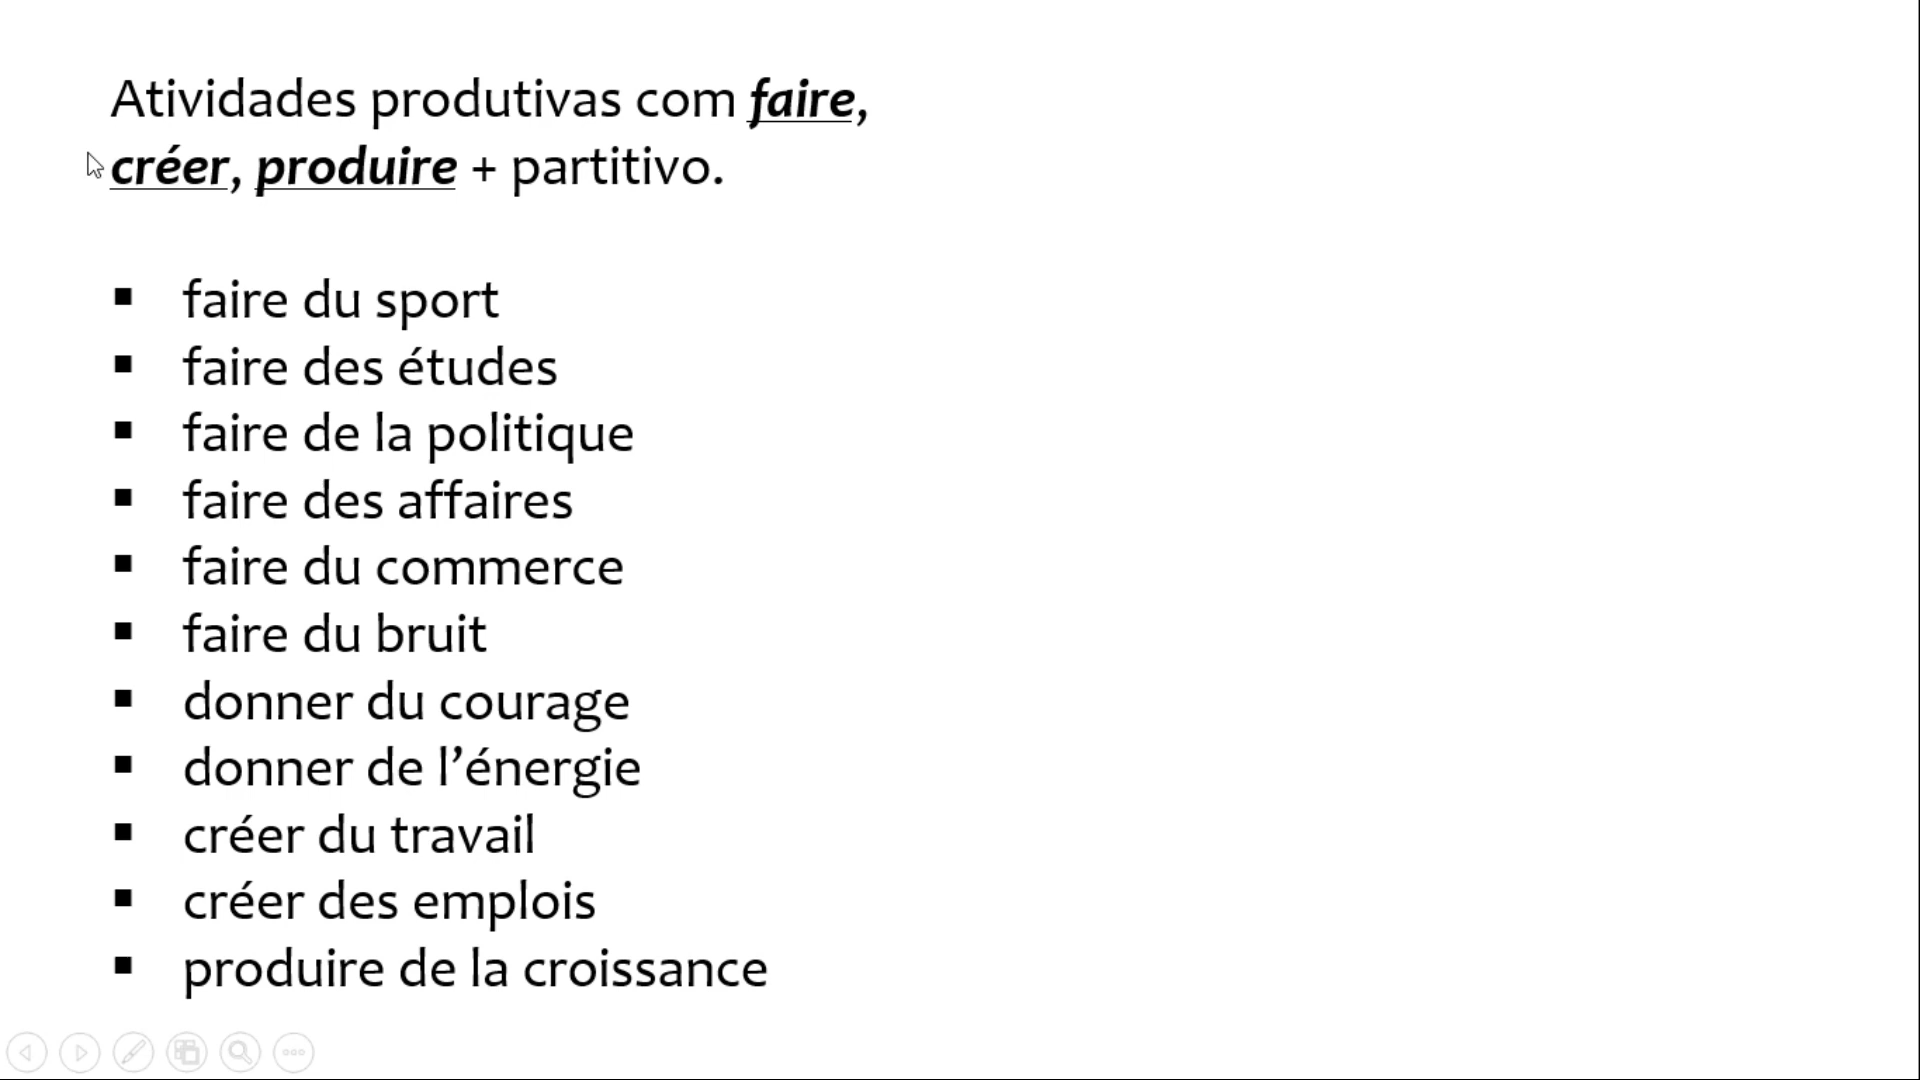 Atividades produtivas com faire,
créer, produire + partitivo.
▪ faire du sport
▪ faire des études
▪ faire de la politique
▪ faire des affaires
▪ faire du commerce
▪ faire du bruit
▪ donner du courage
▪ donner de l’énergie
▪ créer du travail
▪ créer des emplois
▪ produire de la croissance